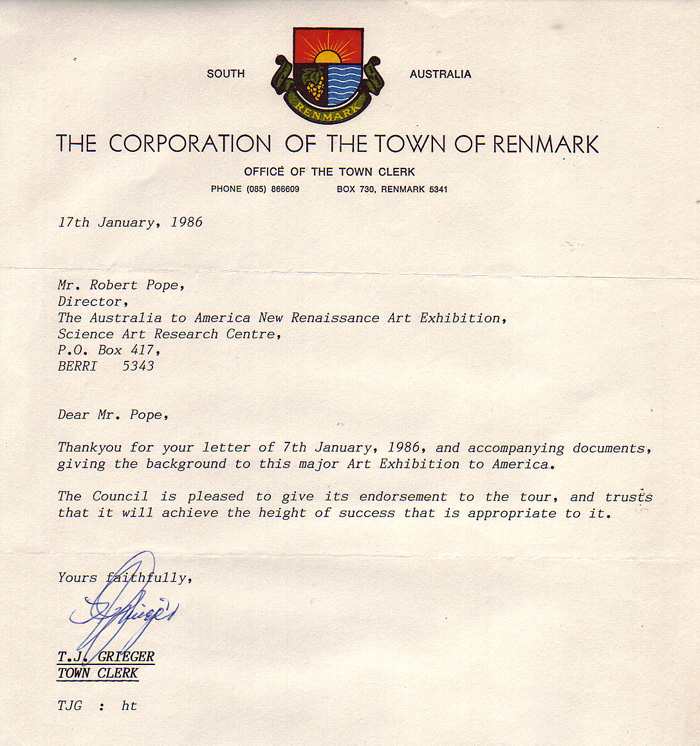 SOUTH AUSTRALIA
RENMARK
THE CORPORATION OF THE TOWN OF RENMARK
OFFICE OF THE TOWN CLERK
PHONE (085) 866609 BOX 730, RENMARK 5341
17th January, 1986
Mr. Robert Pope,
Director,
The Australia to America New Renaissance Art Exhibition,
Science Art Research Centre,
P.O. Box 417,
BERRI 5343
Dear Mr. Pope,
Thankyou for your letter of 7th January, 1986, and accompanying documents,
giving the background to this major Art Exhibition to America.
The Council is pleased to give its endorsement to the tour, and trusts
that it will achieve the height of success that is appropriate to it.
Yours faithfully,
T.J. GRIEGER
TOWN CLERK
TJG : ht